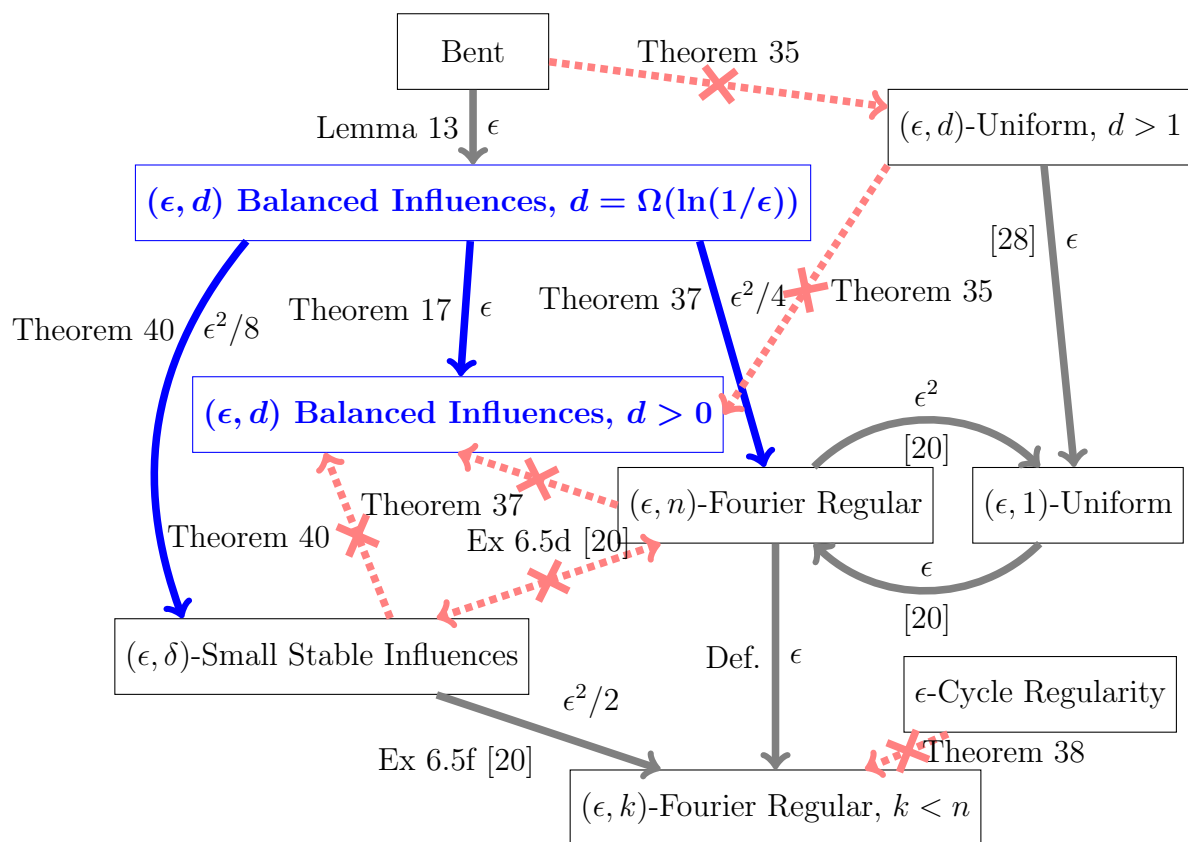 Bent
Theorem 35
(ϵ, d)-Uniform, d > 1
Lemma 13
ϵ
(ϵ, d) Balanced Influences, d = Ω(ln(1/ϵ))
[28]
ϵ
Theorem 40
ϵ²/8
Theorem 17
ϵ
Theorem 37
ϵ²/4
Theorem 35
(ϵ, d) Balanced Influences, d > 0
ϵ²
[20]
(ϵ, n)-Fourier Regular
(ϵ, 1)-Uniform
Theorem 37
Theorem 40
Ex 6.5d [20]
ϵ
[20]
(ϵ, δ)-Small Stable Influences
Def.
ϵ
ϵ-Cycle Regularity
ϵ²/2
Ex 6.5f [20]
Theorem 38
(ϵ, k)-Fourier Regular, k < n